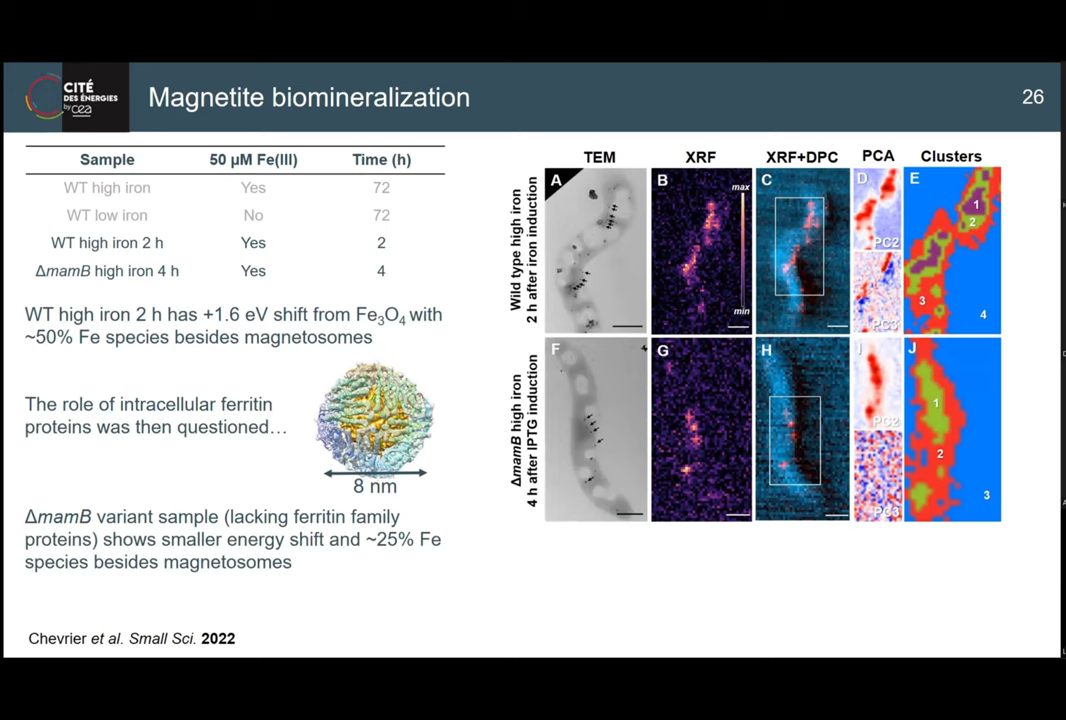 CITÉ
DES ÉNERGIES
by cea
Magnetite biomineralization
26
Sample 50 µM Fe(III) Time (h)
WT high iron Yes 72
WT low iron No 72
WT high iron 2 h Yes 2
ΔmamB high iron 4 h Yes 4
WT high iron 2 h has +1.6 eV shift from Fe₃O₄ with
~50% Fe species besides magnetosomes
The role of intracellular ferritin
proteins was then questioned…
8 nm
ΔmamB variant sample (lacking ferritin family
proteins) shows smaller energy shift and ~25% Fe
species besides magnetosomes
Chevrier et al. Small Sci. 2022
TEM XRF XRF+DPC PCA Clusters
Wild type high iron
2 h after iron induction
A B max min C D PC2 PC3 E 1 2 3 4
ΔmamB high iron
4 h after IPTG induction
F G H I PC2 PC3 J 1 2 3